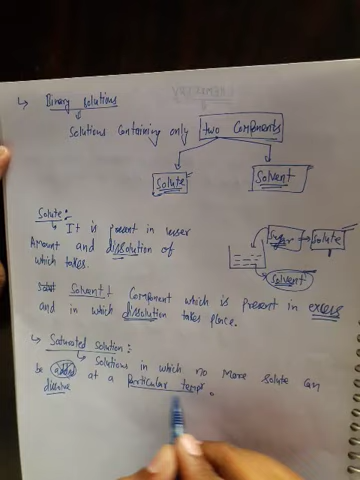 ↳ Binary solutions
Solutions containing only two Components
Solute
Solvent
Solute:
↳ It is present in lesser
Amount and dissolution of
which takes.
Sugar → Solute
Solvent
Solvent: Component which is present in excess
and in which dissolution takes place.
↳ Saturated Solution:
↳ Solutions in which no more solute can
be added at a particular tempr.
dissolve